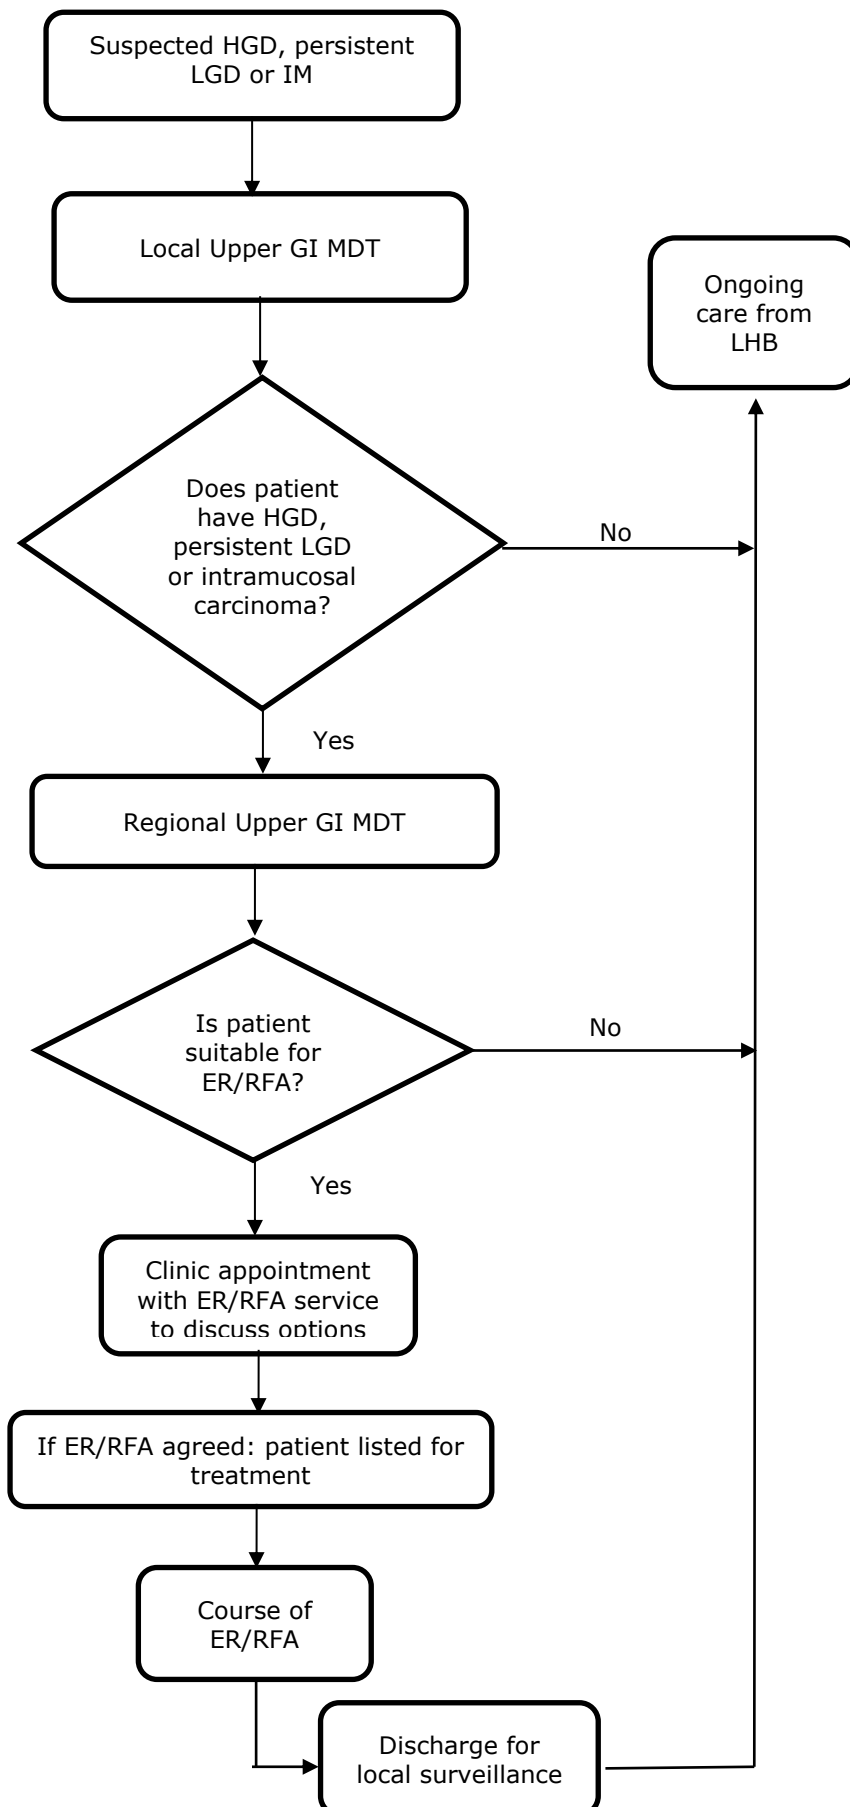 Suspected HGD, persistent
LGD or IM
Local Upper GI MDT
Ongoing
care from
LHB
Does patient
have HGD,
persistent LGD
or intramucosal
carcinoma?
No
Yes
Regional Upper GI MDT
Is patient
suitable for
ER/RFA?
No
Yes
Clinic appointment
with ER/RFA service
to discuss options
If ER/RFA agreed: patient listed for
treatment
Course of
ER/RFA
Discharge for
local surveillance